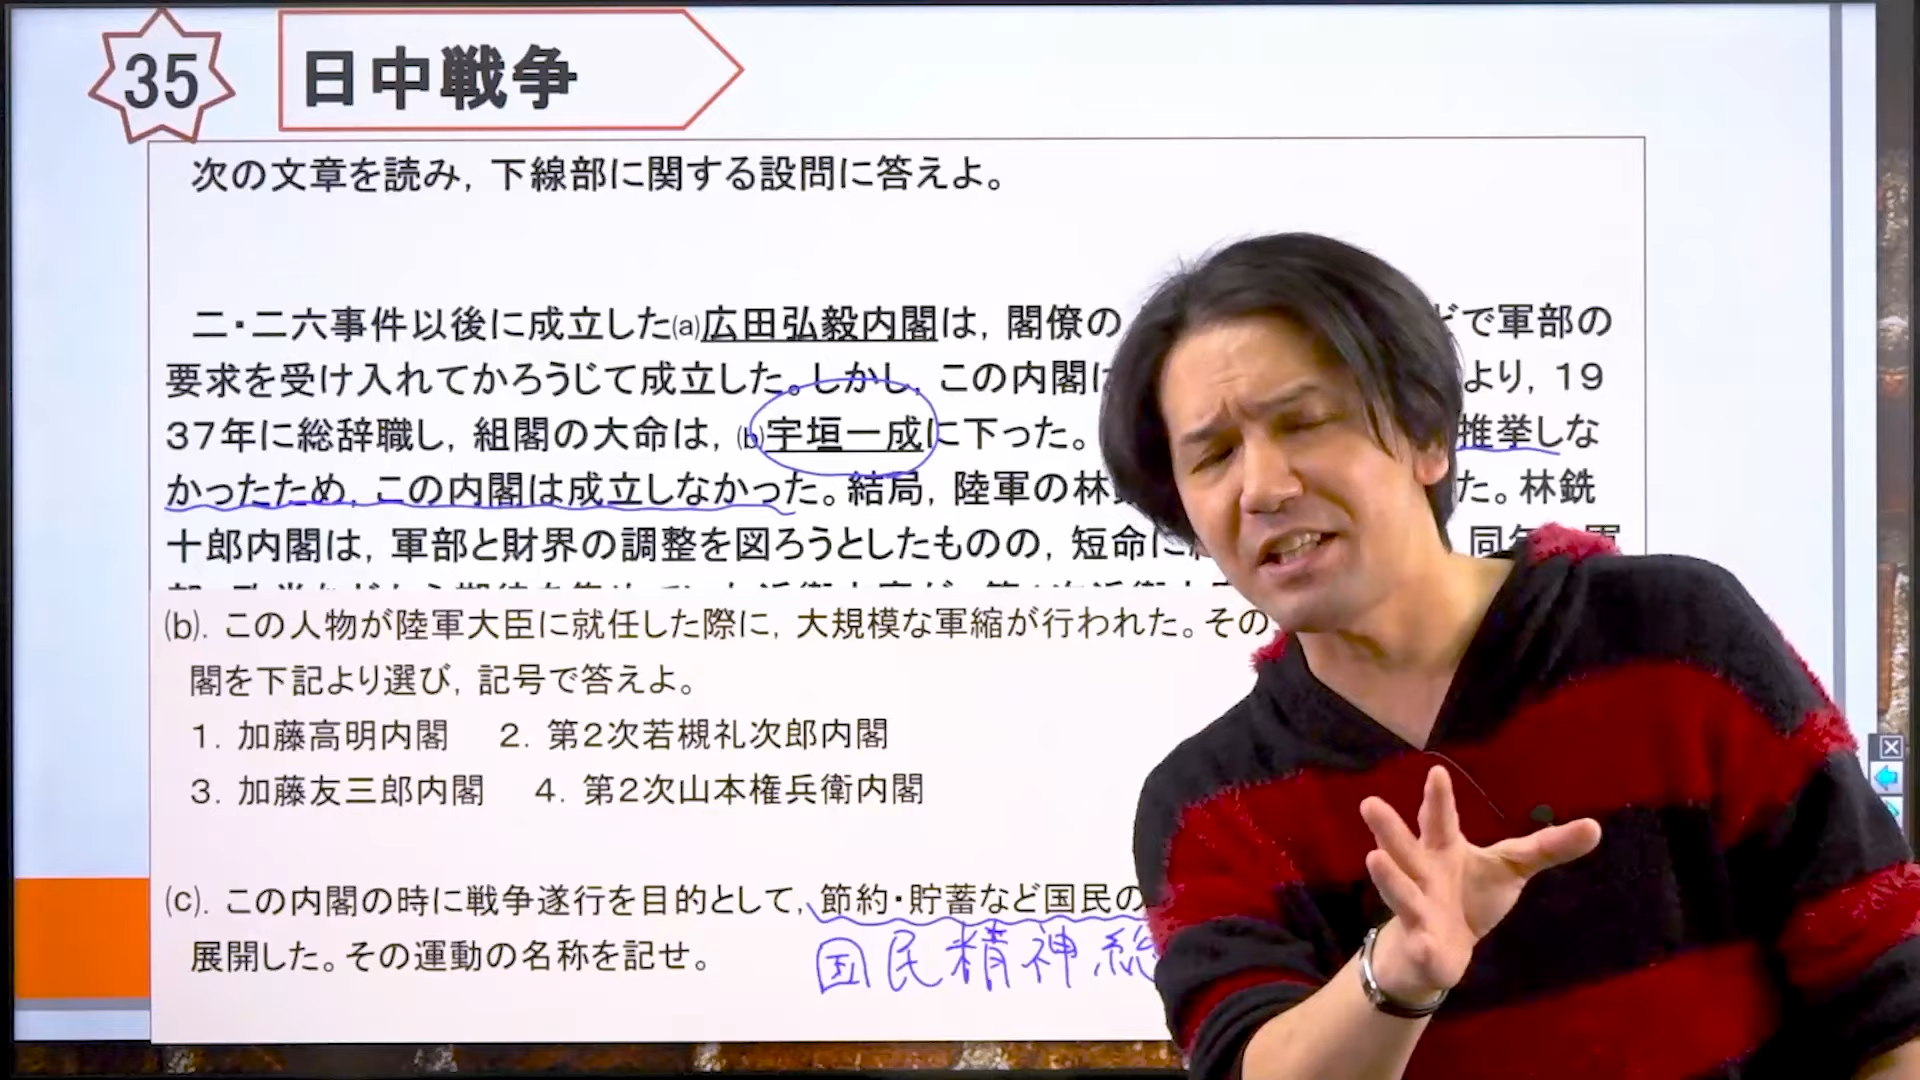 35
日中戦争
次の文章を読み，下線部に関する設問に答えよ。
二・二六事件以後に成立した(a)広田弘毅内閣は，閣僚の どで軍部の
要求を受け入れてかろうじて成立した。しかし，この内閣は より，１９
３７年に総辞職し，組閣の大命は，(b)宇垣一成に下った。 推挙しな
かったため，この内閣は成立しなかった。結局，陸軍の林 た。林銑
十郎内閣は，軍部と財界の調整を図ろうとしたものの，短命に 同年 軍
(b)．この人物が陸軍大臣に就任した際に，大規模な軍縮が行われた。その
閣を下記より選び，記号で答えよ。
１．加藤高明内閣 ２．第２次若槻礼次郎内閣
３．加藤友三郎内閣 ４．第２次山本権兵衛内閣
(c)．この内閣の時に戦争遂行を目的として，節約・貯蓄など国民の
展開した。その運動の名称を記せ。 国民精神総